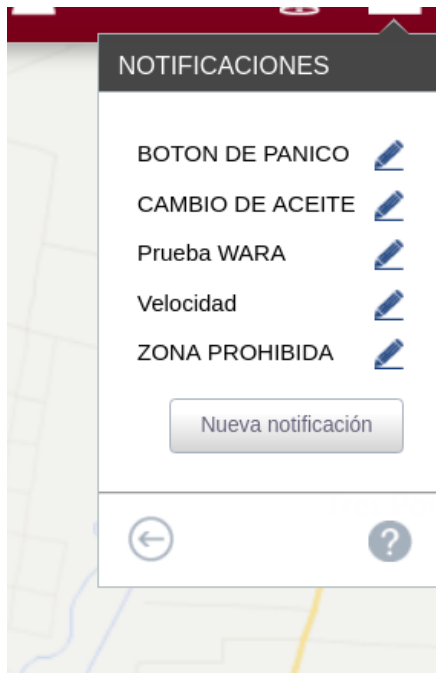 NOTIFICACIONES
BOTON DE PANICO
CAMBIO DE ACEITE
Prueba WARA
Velocidad
ZONA PROHIBIDA
Nueva notificación
?